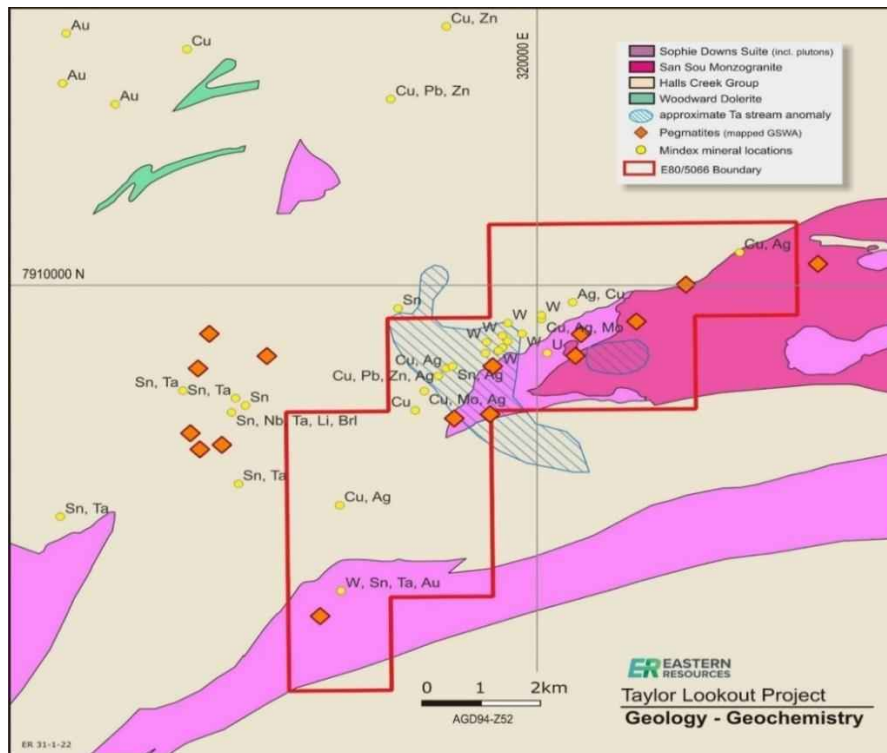 Au
Cu
Cu, Zn
320000 E
Au
Au
Cu, Pb, Zn
Sophie Downs Suite (incl. plutons)
San Sou Monzogranite
Halls Creek Group
Woodward Dolerite
approximate Ta stream anomaly
Pegmatites (mapped GSWA)
Mindex mineral locations
E80/5066 Boundary
7910000 N
Cu, Ag
Sn
Ag, Cu
W
W
W
W
Cu, Ag, Mo
W
U
Cu, Ag
Sn, Ag
Cu, Pb, Zn, Ag
Sn, Ta
Sn, Ta
Sn
Cu
Cu, Mo, Ag
Sn, Nb, Ta, Li, Brl
Sn, Ta
Cu, Ag
Sn, Ta
W, Sn, Ta, Au
ER EASTERN
RESOURCES
0 1 2km
AGD94-Z52
Taylor Lookout Project
Geology - Geochemistry
ER 31-1-22